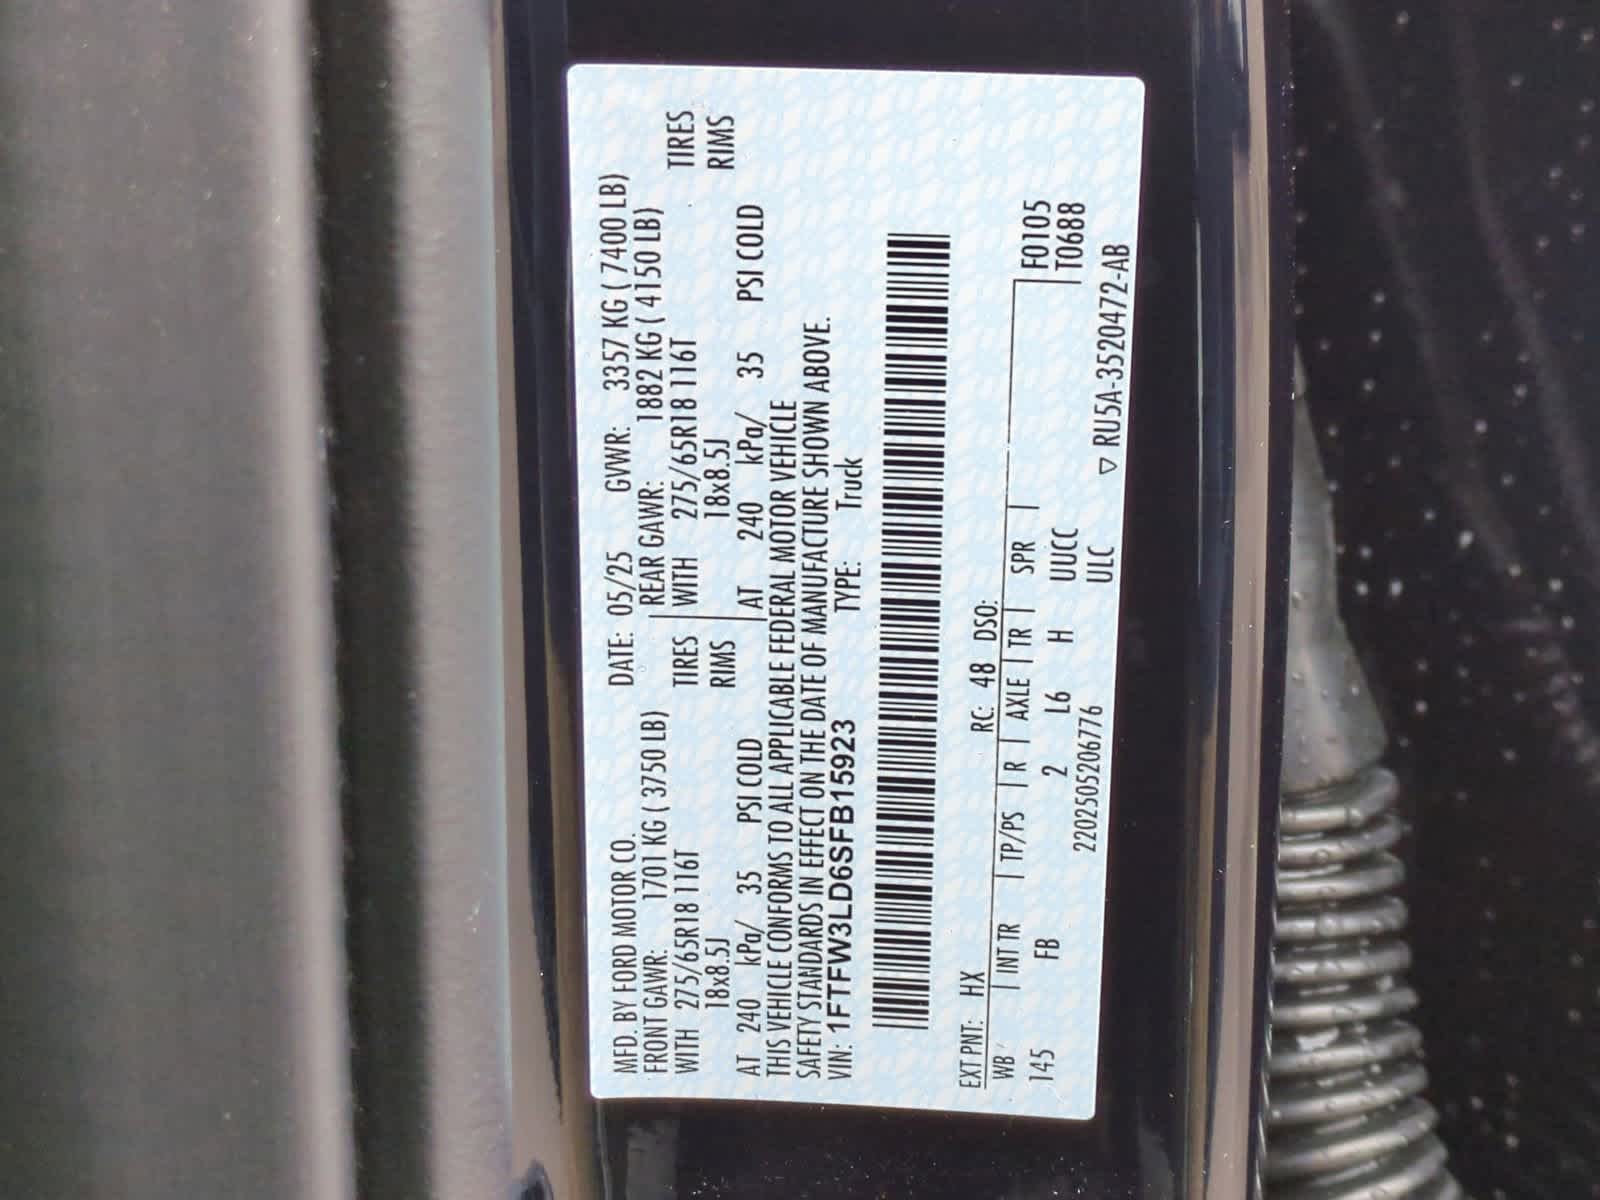 MFD. BY FORD MOTOR CO. DATE: 05/25 GVWR: 3357 KG ( 7400 LB)
FRONT GAWR: 1701 KG ( 3750 LB) REAR GAWR: 1882 KG ( 4150 LB)
WITH 275/65R18 116T TIRES WITH 275/65R18 116T TIRES
18x8.5J RIMS 18x8.5J RIMS
AT 240 kPa/ 35 PSI COLD AT 240 kPa/ 35 PSI COLD
THIS VEHICLE CONFORMS TO ALL APPLICABLE FEDERAL MOTOR VEHICLE
SAFETY STANDARDS IN EFFECT ON THE DATE OF MANUFACTURE SHOWN ABOVE.
VIN: 1FTFW3LD6SFB15923 TYPE: Truck
EXT PNT: HX RC: 48 DSO:
WB INT TR TP/PS R AXLE TR SPR F0105
145 FB 2 L6 H UUCC T0688
22025052067​76 ULC ▽ RU5A-3520472-AB